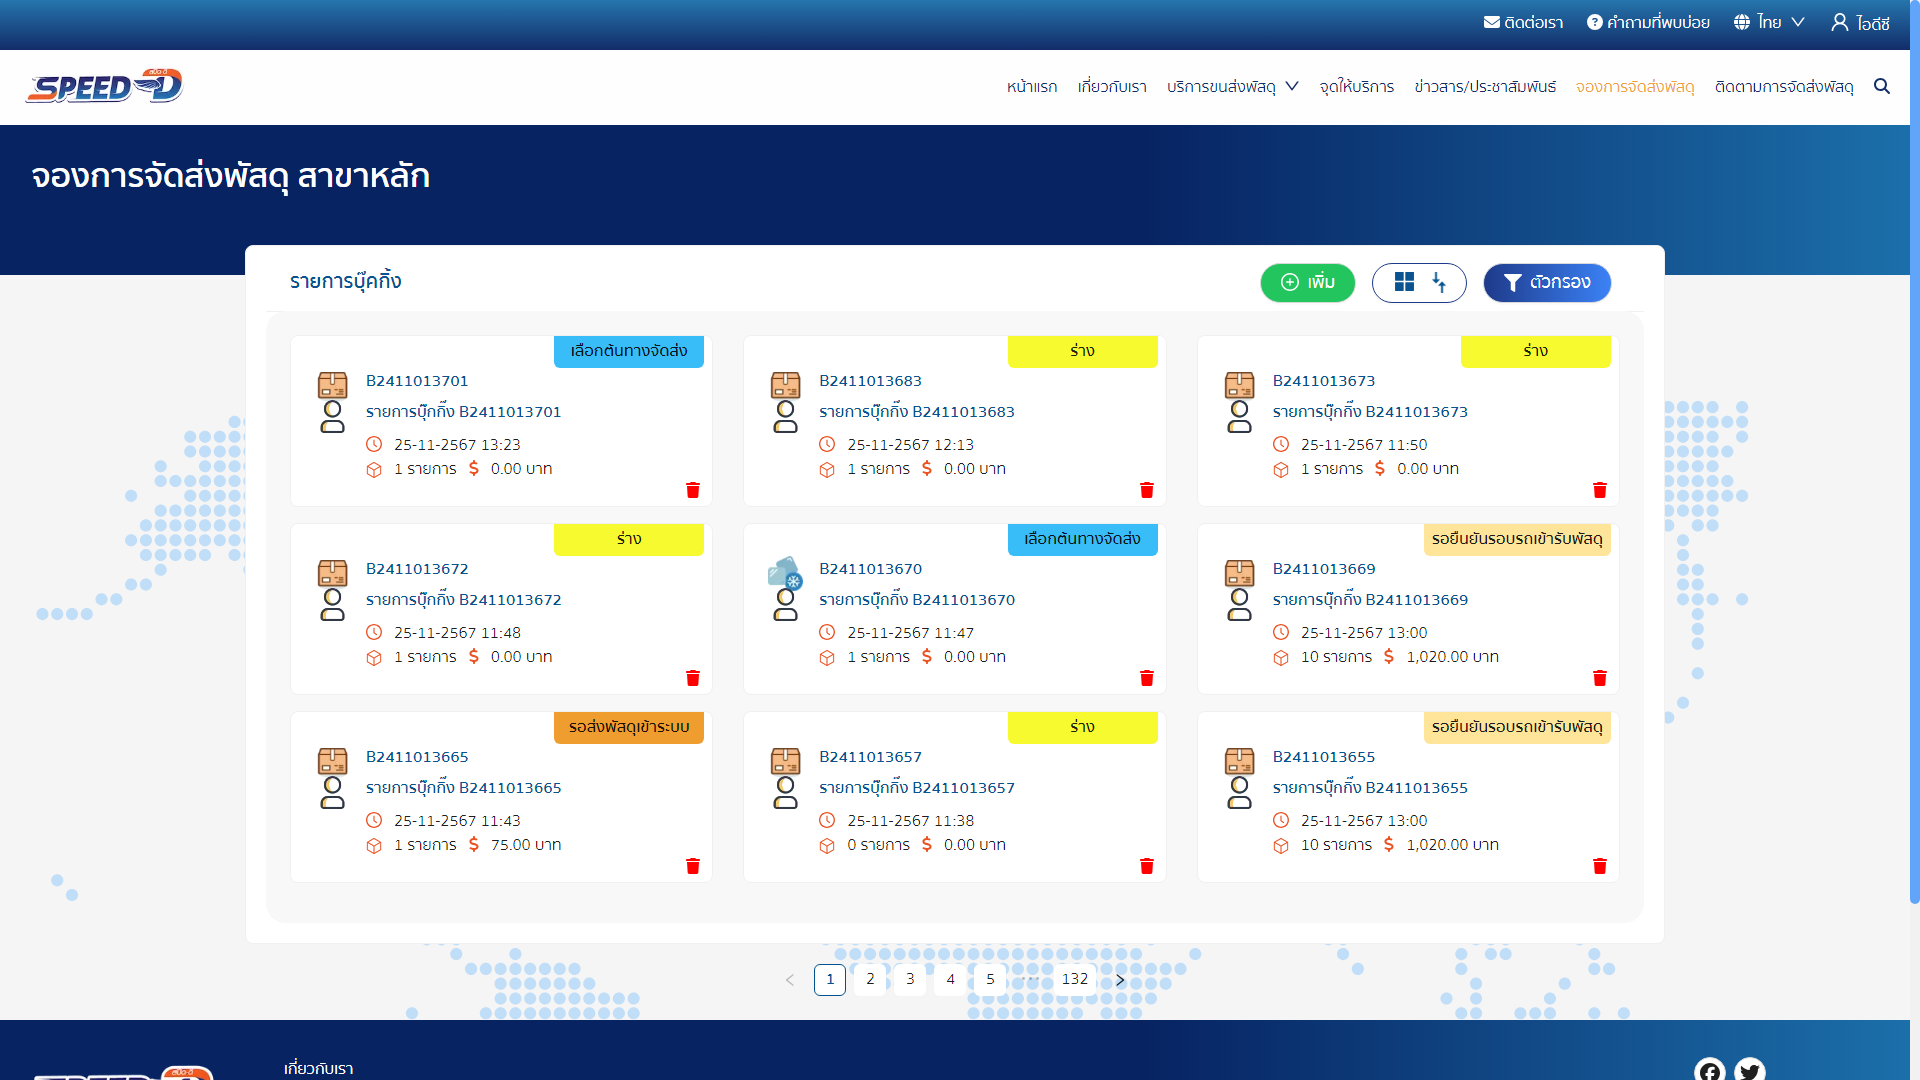 ติดต่อเรา คำถามที่พบบ่อย ไทย ไอดีซี
สปีด-ดี
SPEED-D
หน้าแรก เกี่ยวกับเรา บริการขนส่งพัสดุ จุดให้บริการ ข่าวสาร/ประชาสัมพันธ์ จองการจัดส่งพัสดุ ติดตามการจัดส่งพัสดุ
จองการจัดส่งพัสดุ สาขาหลัก
รายการบุ๊คกิ้ง เพิ่ม ตัวกรอง
เลือกต้นทางจัดส่ง
B2411013701
รายการบุ๊กกิ๊ง B2411013701
25-11-2567 13:23
1 รายการ $ 0.00 บาท
ร่าง
B2411013683
รายการบุ๊กกิ๊ง B2411013683
25-11-2567 12:13
1 รายการ $ 0.00 บาท
ร่าง
B2411013673
รายการบุ๊กกิ๊ง B2411013673
25-11-2567 11:50
1 รายการ $ 0.00 บาท
ร่าง
B2411013672
รายการบุ๊กกิ๊ง B2411013672
25-11-2567 11:48
1 รายการ $ 0.00 บาท
เลือกต้นทางจัดส่ง
B2411013670
รายการบุ๊กกิ๊ง B2411013670
25-11-2567 11:47
1 รายการ $ 0.00 บาท
รอยืนยันรอบรถเข้ารับพัสดุ
B2411013669
รายการบุ๊กกิ๊ง B2411013669
25-11-2567 13:00
10 รายการ $ 1,020.00 บาท
รอส่งพัสดุเข้าระบบ
B2411013665
รายการบุ๊กกิ๊ง B2411013665
25-11-2567 11:43
1 รายการ $ 75.00 บาท
ร่าง
B2411013657
รายการบุ๊กกิ๊ง B2411013657
25-11-2567 11:38
0 รายการ $ 0.00 บาท
รอยืนยันรอบรถเข้ารับพัสดุ
B2411013655
รายการบุ๊กกิ๊ง B2411013655
25-11-2567 13:00
10 รายการ $ 1,020.00 บาท
< 1 2 3 4 5 ••• 132 >
เกี่ยวกับเรา